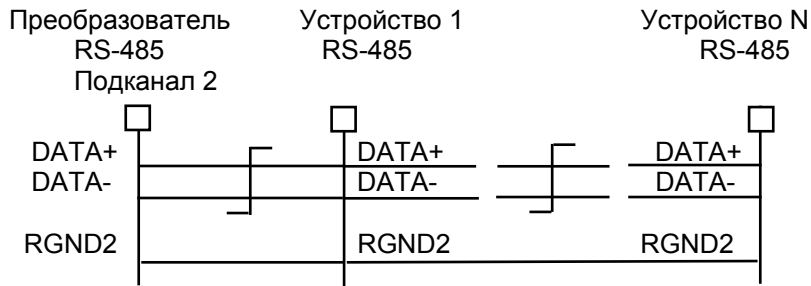 Преобразователь Устройство 1 Устройство N
RS-485 RS-485 RS-485
Подканал 2
DATA+ DATA+ DATA+
DATA- DATA- DATA-
RGND2 RGND2 RGND2